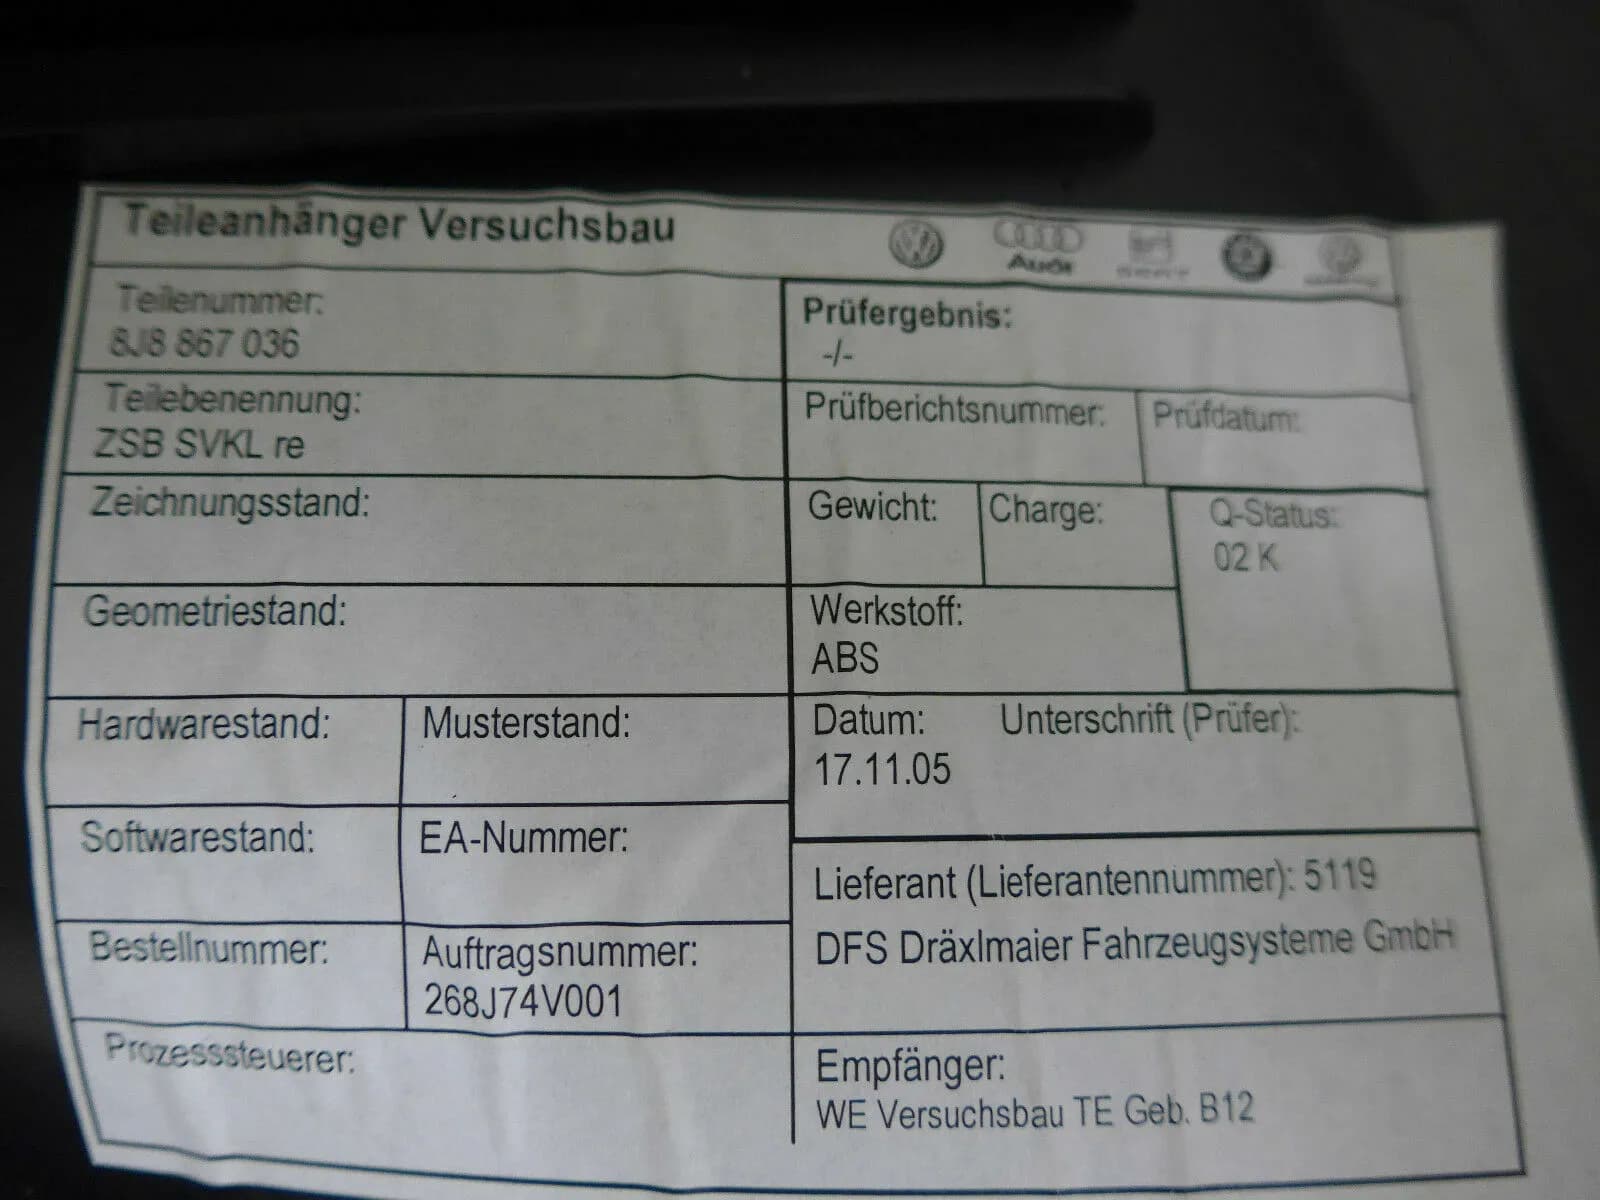 Teileanhänger Versuchsbau
Audi
SEAT
Teilenummer:
8J8 867 036
Prüfergebnis:
-/-
Teilebenennung:
ZSB SVKL re
Prüfberichtsnummer:
Prüfdatum:
Zeichnungsstand:
Gewicht:
Charge:
Q-Status:
02 K
Geometriestand:
Werkstoff:
ABS
Hardwarestand:
Musterstand:
Datum:
17.11.05
Unterschrift (Prüfer):
Softwarestand:
EA-Nummer:
Lieferant (Lieferantennummer): 5119
DFS Dräxlmaier Fahrzeugsysteme GmbH
Bestellnummer:
Auftragsnummer:
268J74V001
Prozesssteuerer:
Empfänger:
WE Versuchsbau TE Geb. B12